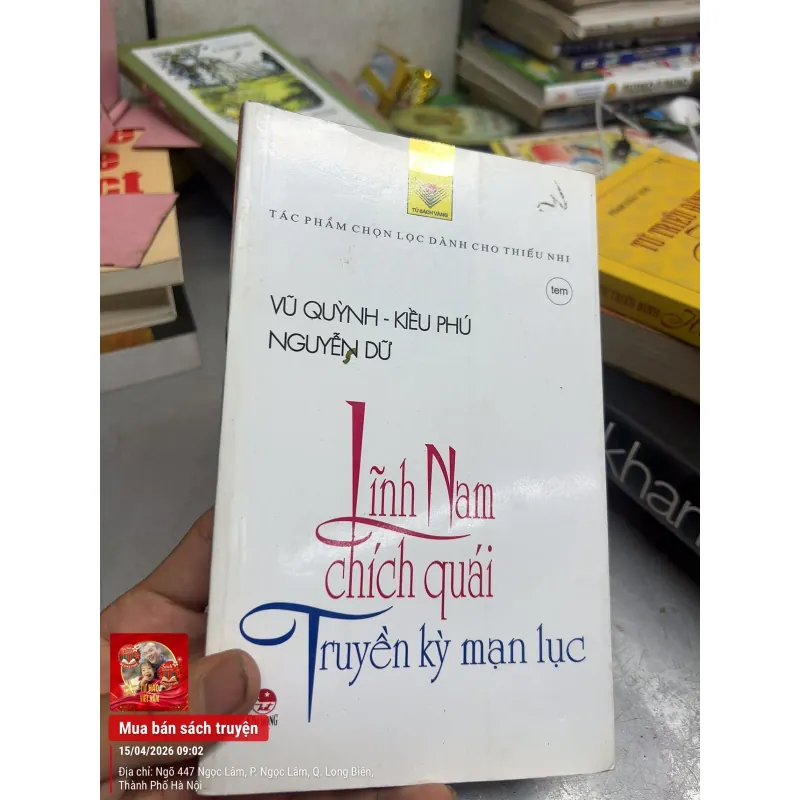 TỦ SÁCH VÀNG
TÁC PHẨM CHỌN LỌC DÀNH CHO THIẾU NHI
tem
VŨ QUỲNH - KIỀU PHÚ
NGUYỄN DỮ
Lĩnh Nam
chích quái
Truyền kỳ mạn lục
khan
Mua bán sách truyện
15/04/2026 09:02
Địa chỉ: Ngõ 447 Ngọc Lâm, P. Ngọc Lâm, Q. Long Biên,
Thành Phố Hà Nội